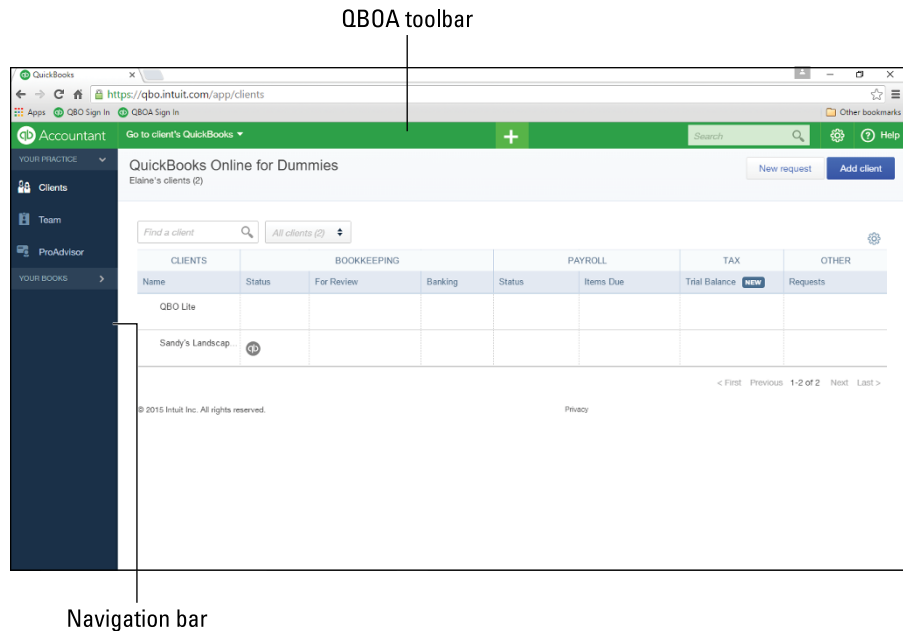 QBOA toolbar
QuickBooks
https://qbo.intuit.com/app/clients
Apps QBO Sign In QBOA Sign In Other bookmarks
qb Accountant Go to client's QuickBooks Search Help
YOUR PRACTICE
QuickBooks Online for Dummies New request Add client
Elaine's clients (2)
Clients
Team
Find a client All clients (2)
ProAdvisor
CLIENTS BOOKKEEPING PAYROLL TAX OTHER
YOUR BOOKS
Name Status For Review Banking Status Items Due Trial Balance NEW Requests
QBO Lite
Sandy's Landscap... qb
< First Previous 1-2 of 2 Next Last >
© 2015 Intuit Inc. All rights reserved. Privacy
Navigation bar